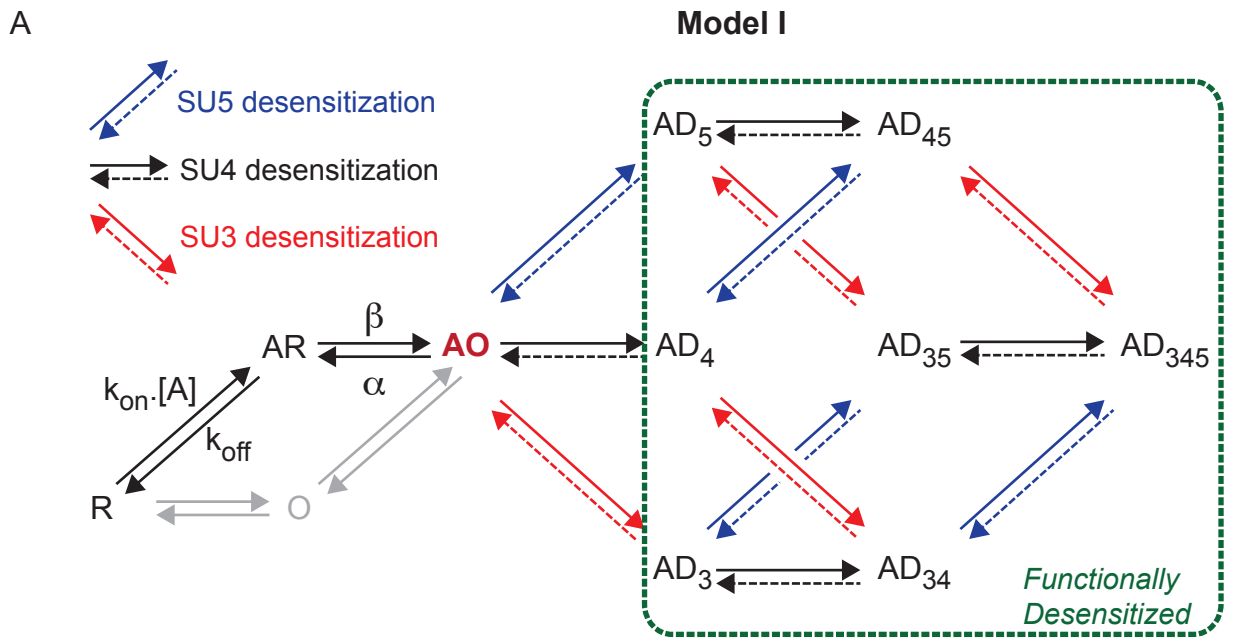 A
Model I
SU5 desensitization
SU4 desensitization
SU3 desensitization
AD5
AD45
AR
β
α
AO
AD4
AD35
AD345
kon.[A]
koff
R
O
AD3
AD34
Functionally
Desensitized